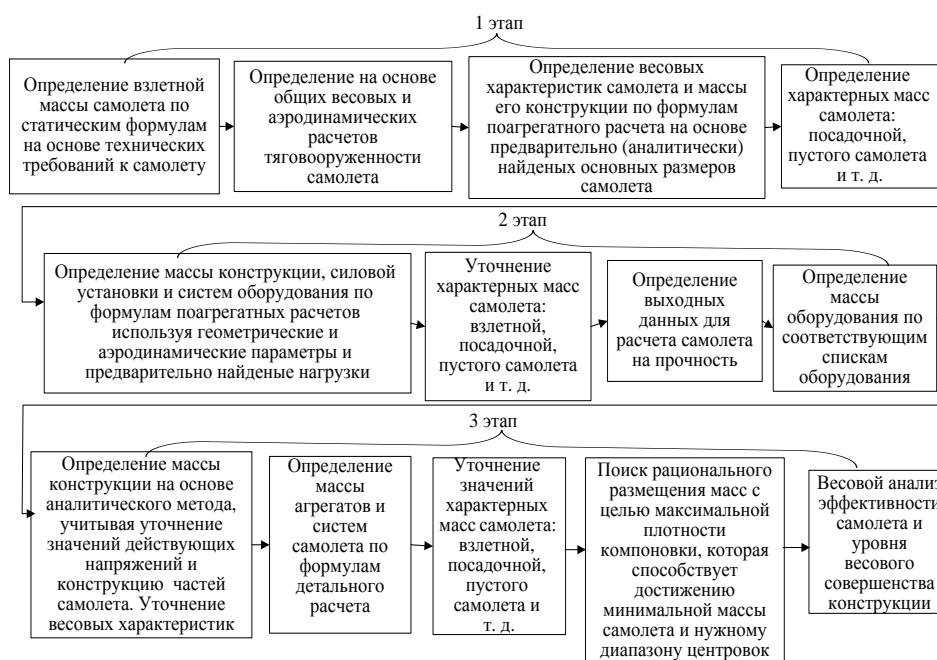 1 этап
Определение взлетной
массы самолета по
статическим формулам
на основе технических
требований к самолету
Определение на основе
общих весовых и
аэродинамических
расчетов
тяговооруженности
самолета
Определение весовых
характеристик самолета и массы
его конструкции по формулам
поагрегатного расчета на основе
предварительно (аналитически)
найденых основных размеров
самолета
Определение
характерных масс
самолета:
посадочной,
пустого самолета
и т. д.
2 этап
Определение массы конструкции, силовой
установки и систем оборудования по
формулам поагрегатных расчетов
используя геометрические и
аэродинамические параметры и
предварительно найденые нагрузки
Уточнение
характерных масс
самолета:
взлетной,
посадочной,
пустого самолета
и т. д.
Определение
выходных
данных для
расчета самолета
на прочность
Определение
массы
оборудования по
соответствующим
спискам
оборудования
3 этап
Определение массы
конструкции на основе
аналитического метода,
учитывая уточнение
значений действующих
напряжений и
конструкцию частей
самолета. Уточнение
весовых характеристик
Определение
массы
агрегатов и
систем
самолета по
формулам
детального
расчета
Уточнение
значений
характерных
масс самолета:
взлетной,
посадочной,
пустого
самолета и
т. д.
Поиск рационального
размещения масс с
целью максимальной
плотности
компоновки, которая
способствует
достижению
минимальной массы
самолета и нужному
диапазону центровок
Весовой анализ
эффективности
самолета и
уровня
весового
совершенства
конструкции